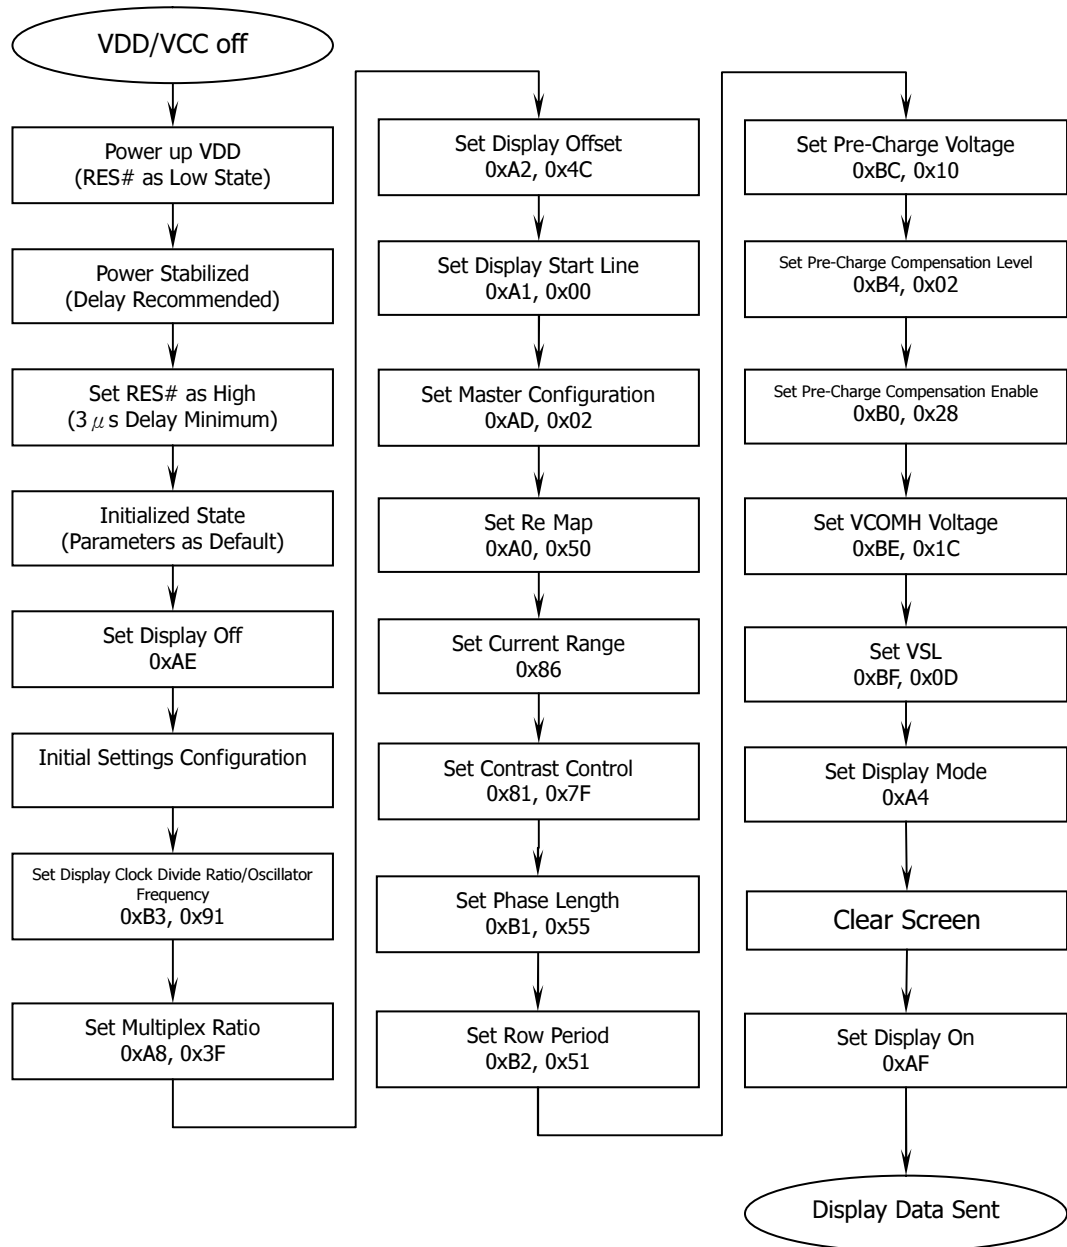 VDD/VCC off
Power up VDD
(RES# as Low State)
Power Stabilized
(Delay Recommended)
Set RES# as High
(3μs Delay Minimum)
Initialized State
(Parameters as Default)
Set Display Off
0xAE
Initial Settings Configuration
Set Display Clock Divide Ratio/Oscillator
Frequency
0xB3, 0x91
Set Multiplex Ratio
0xA8, 0x3F
Set Display Offset
0xA2, 0x4C
Set Display Start Line
0xA1, 0x00
Set Master Configuration
0xAD, 0x02
Set Re Map
0xA0, 0x50
Set Current Range
0x86
Set Contrast Control
0x81, 0x7F
Set Phase Length
0xB1, 0x55
Set Row Period
0xB2, 0x51
Set Pre-Charge Voltage
0xBC, 0x10
Set Pre-Charge Compensation Level
0xB4, 0x02
Set Pre-Charge Compensation Enable
0xB0, 0x28
Set VCOMH Voltage
0xBE, 0x1C
Set VSL
0xBF, 0x0D
Set Display Mode
0xA4
Clear Screen
Set Display On
0xAF
Display Data Sent